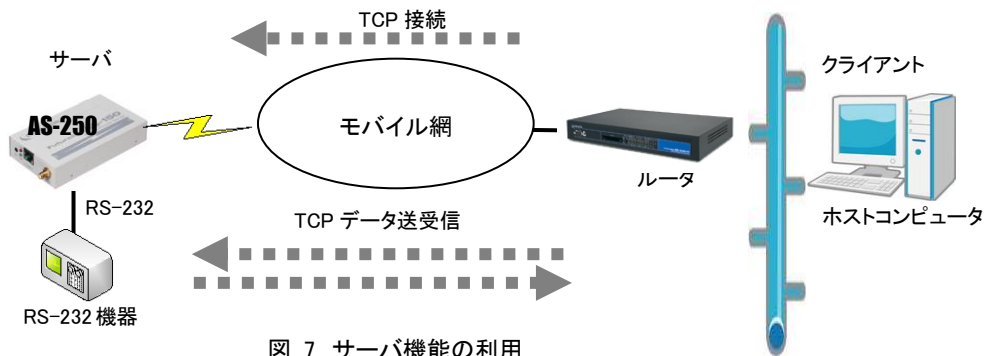 TCP 接続
サーバ
クライアント
AS-250
モバイル網
ルータ
ホストコンピュータ
RS-232
TCP データ送受信
RS-232 機器
図 7 サーバ機能の利用